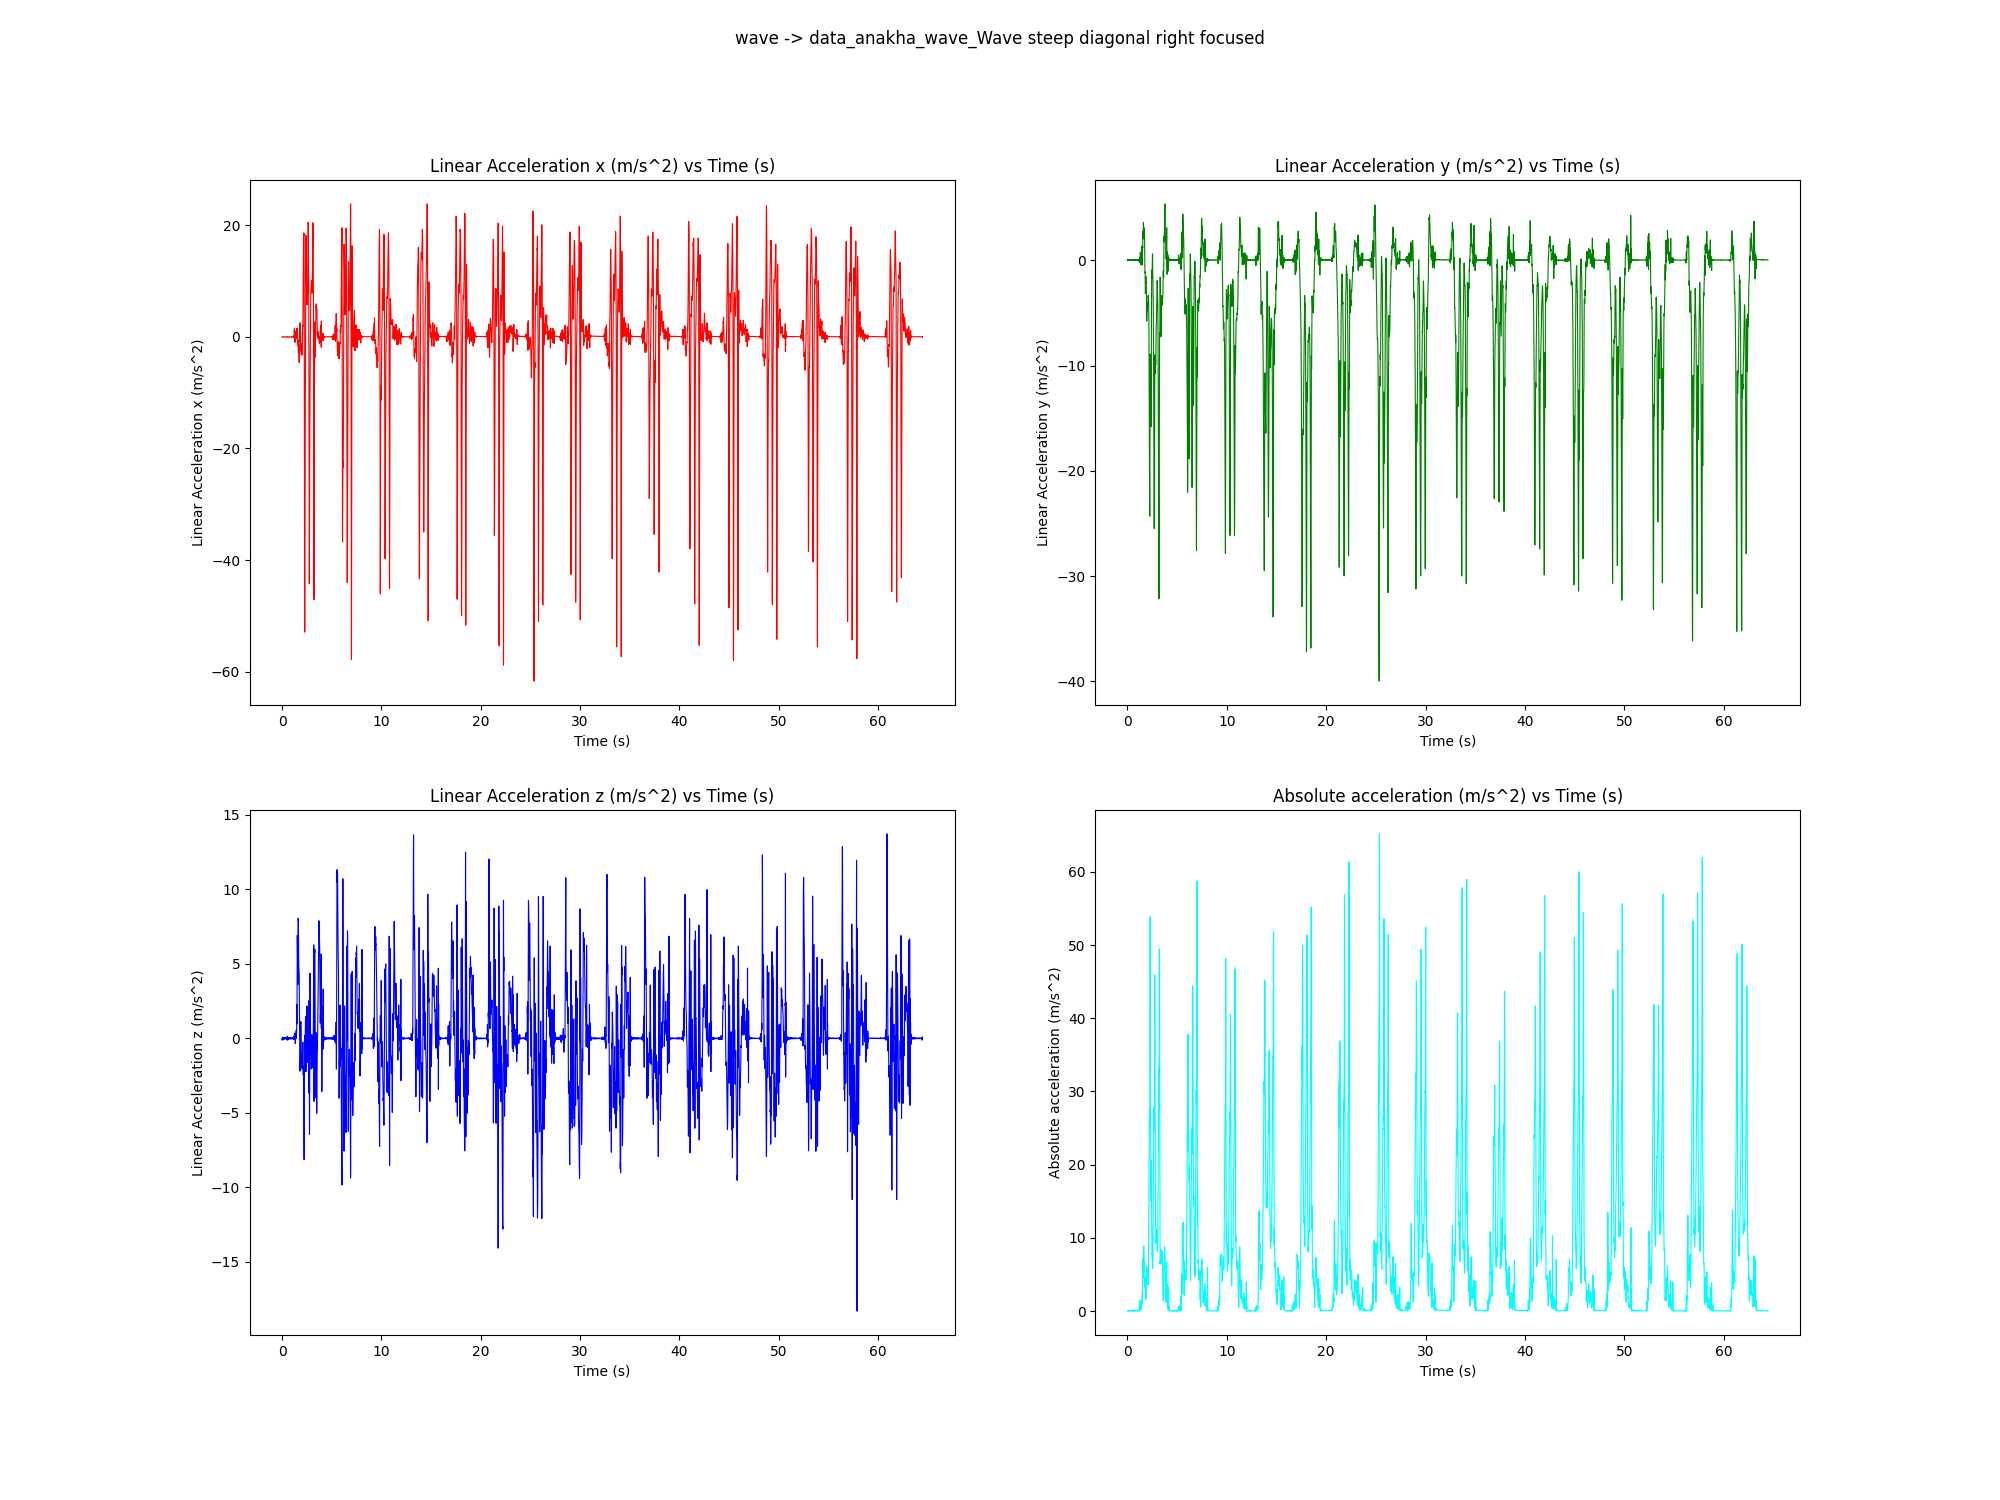 wave -> data_anakha_wave_Wave steep diagonal right focused
Linear Acceleration x (m/s^2) vs Time (s)
Linear Acceleration x (m/s^2)
20
0
−20
−40
−60
0 10 20 30 40 50 60
Time (s)
Linear Acceleration y (m/s^2) vs Time (s)
Linear Acceleration y (m/s^2)
0
−10
−20
−30
−40
0 10 20 30 40 50 60
Time (s)
Linear Acceleration z (m/s^2) vs Time (s)
Linear Acceleration z (m/s^2)
15
10
5
0
−5
−10
−15
0 10 20 30 40 50 60
Time (s)
Absolute acceleration (m/s^2) vs Time (s)
Absolute acceleration (m/s^2)
60
50
40
30
20
10
0
0 10 20 30 40 50 60
Time (s)